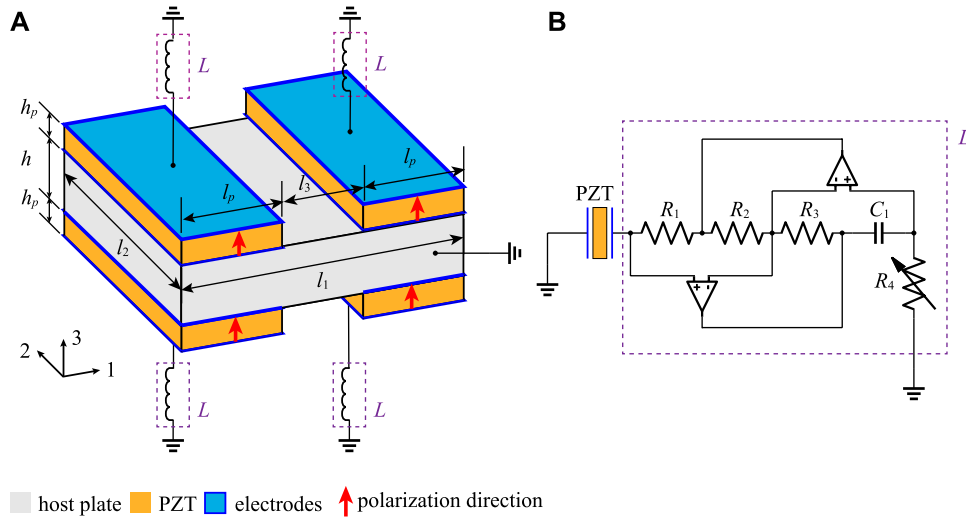 A
B
L
L
h_p
h
h_p
l_p
l_3
l_p
l_2
l_1
L
L
2
3
1
L
PZT
R_1
R_2
R_3
C_1
R_4
- +
+ -
host plate PZT electrodes polarization direction